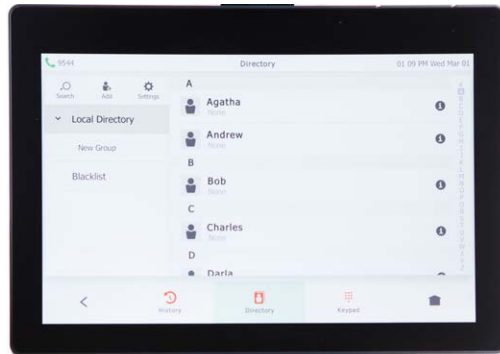 9544 Directory 01 09 PM Wed Mar 01
Search Add Settings
Local Directory
New Group
Blacklist
A
Agatha
None
Andrew
None
B
Bob
None
C
Charles
None
D
Darla
History Directory Keypad